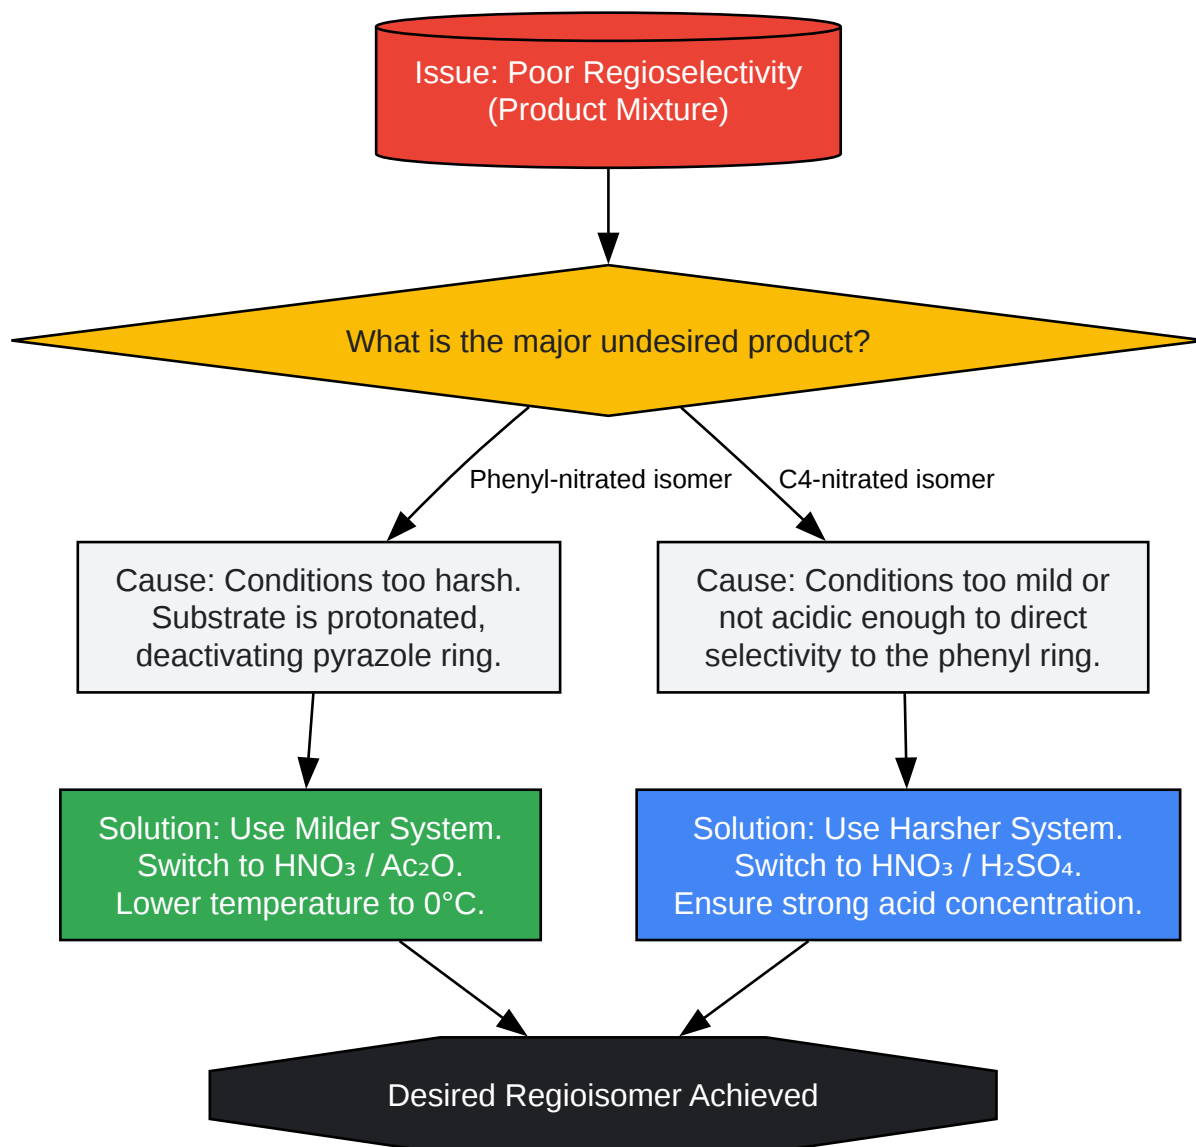 Issue: Poor Regioselectivity
(Product Mixture)
What is the major undesired product?
Phenyl-nitrated isomer
C4-nitrated isomer
Cause: Conditions too harsh.
Substrate is protonated,
deactivating pyrazole ring.
Cause: Conditions too mild or
not acidic enough to direct
selectivity to the phenyl ring.
Solution: Use Milder System.
Switch to HNO₃ / Ac₂O.
Lower temperature to 0°C.
Solution: Use Harsher System.
Switch to HNO₃ / H₂SO₄.
Ensure strong acid concentration.
Desired Regioisomer Achieved